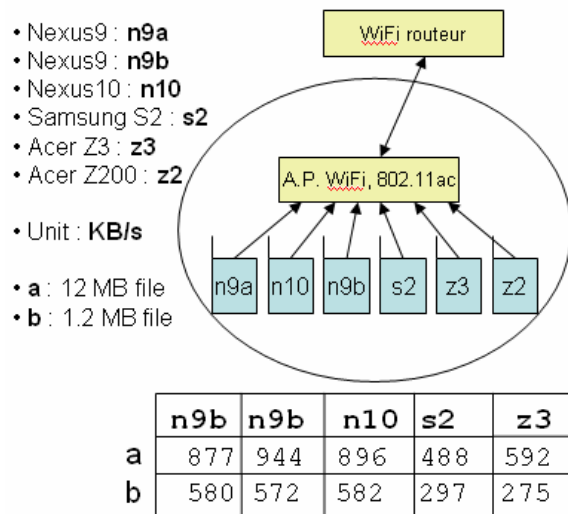 • Nexus9 : n9a
• Nexus9 : n9b
• Nexus10 : n10
• Samsung S2 : s2
• Acer Z3 : z3
• Acer Z200 : z2
• Unit : KB/s
• a : 12 MB file
• b : 1.2 MB file
WiFi routeur
A.P. WiFi, 802.11ac
n9a n10 n9b s2 z3 z2
n9b n9b n10 s2 z3
a 877 944 896 488 592
b 580 572 582 297 275